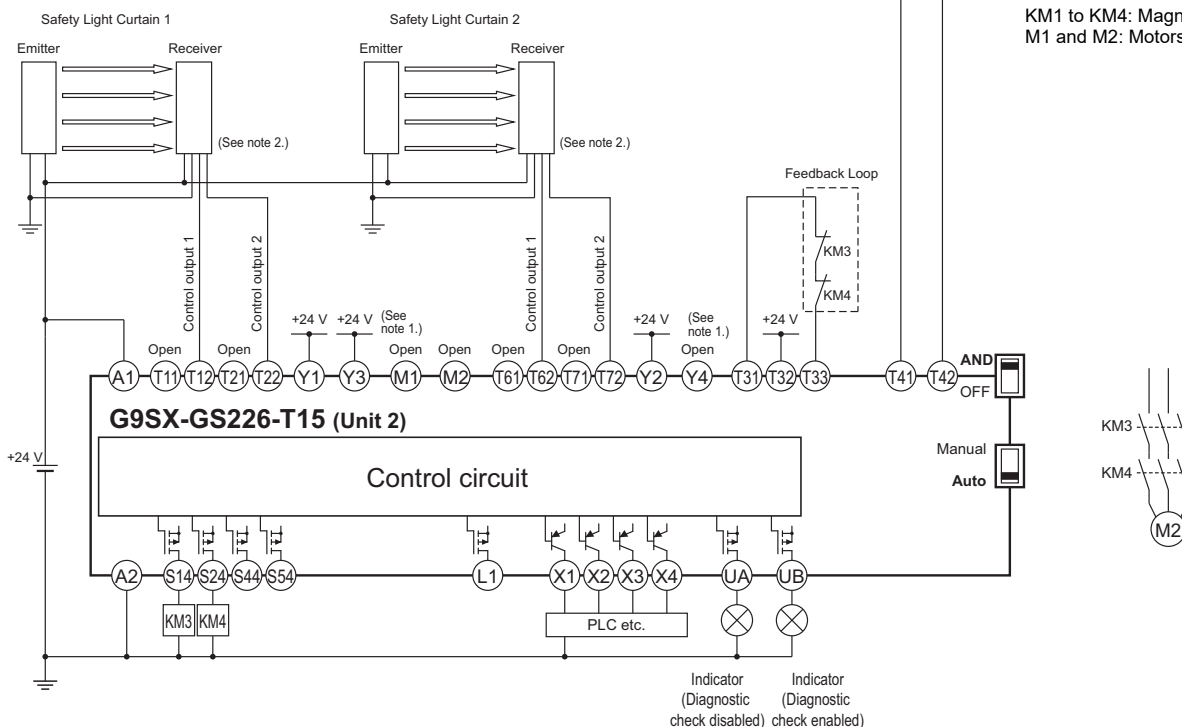 Safety Light Curtain 1
Safety Light Curtain 2
KM1 to KM4: Magn
M1 and M2: Motors
Emitter
Receiver
Emitter
Receiver
(See note 2.)
(See note 2.)
Feedback Loop
KM3
KM4
Control output 1
Control output 2
Control output 1
Control output 2
+24 V
+24 V
(See
note 1.)
+24 V
(See
note 1.)
+24 V
Open
Open
Open
Open
Open
Open
Open
A1
T11
T12
T21
T22
Y1
Y3
M1
M2
T61
T62
T71
T72
Y2
Y4
T31
T32
T33
T41
T42
AND
OFF
G9SX-GS226-T15 (Unit 2)
Manual
Auto
+24 V
Control circuit
KM3
KM4
M2
A2
S14
S24
S44
S54
L1
X1
X2
X3
X4
UA
UB
KM3
KM4
PLC etc.
Indicator
(Diagnostic
check disabled)
Indicator
(Diagnostic
check enabled)